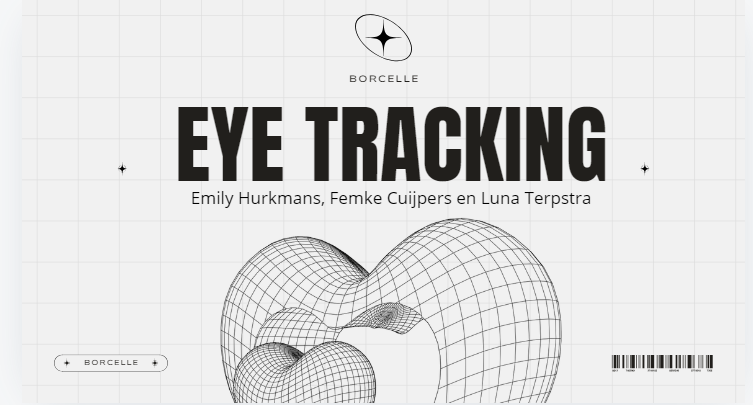 BORCELLE
EYE TRACKING
Emily Hurkmans, Femke Cuijpers en Luna Terpstra
BORCELLE